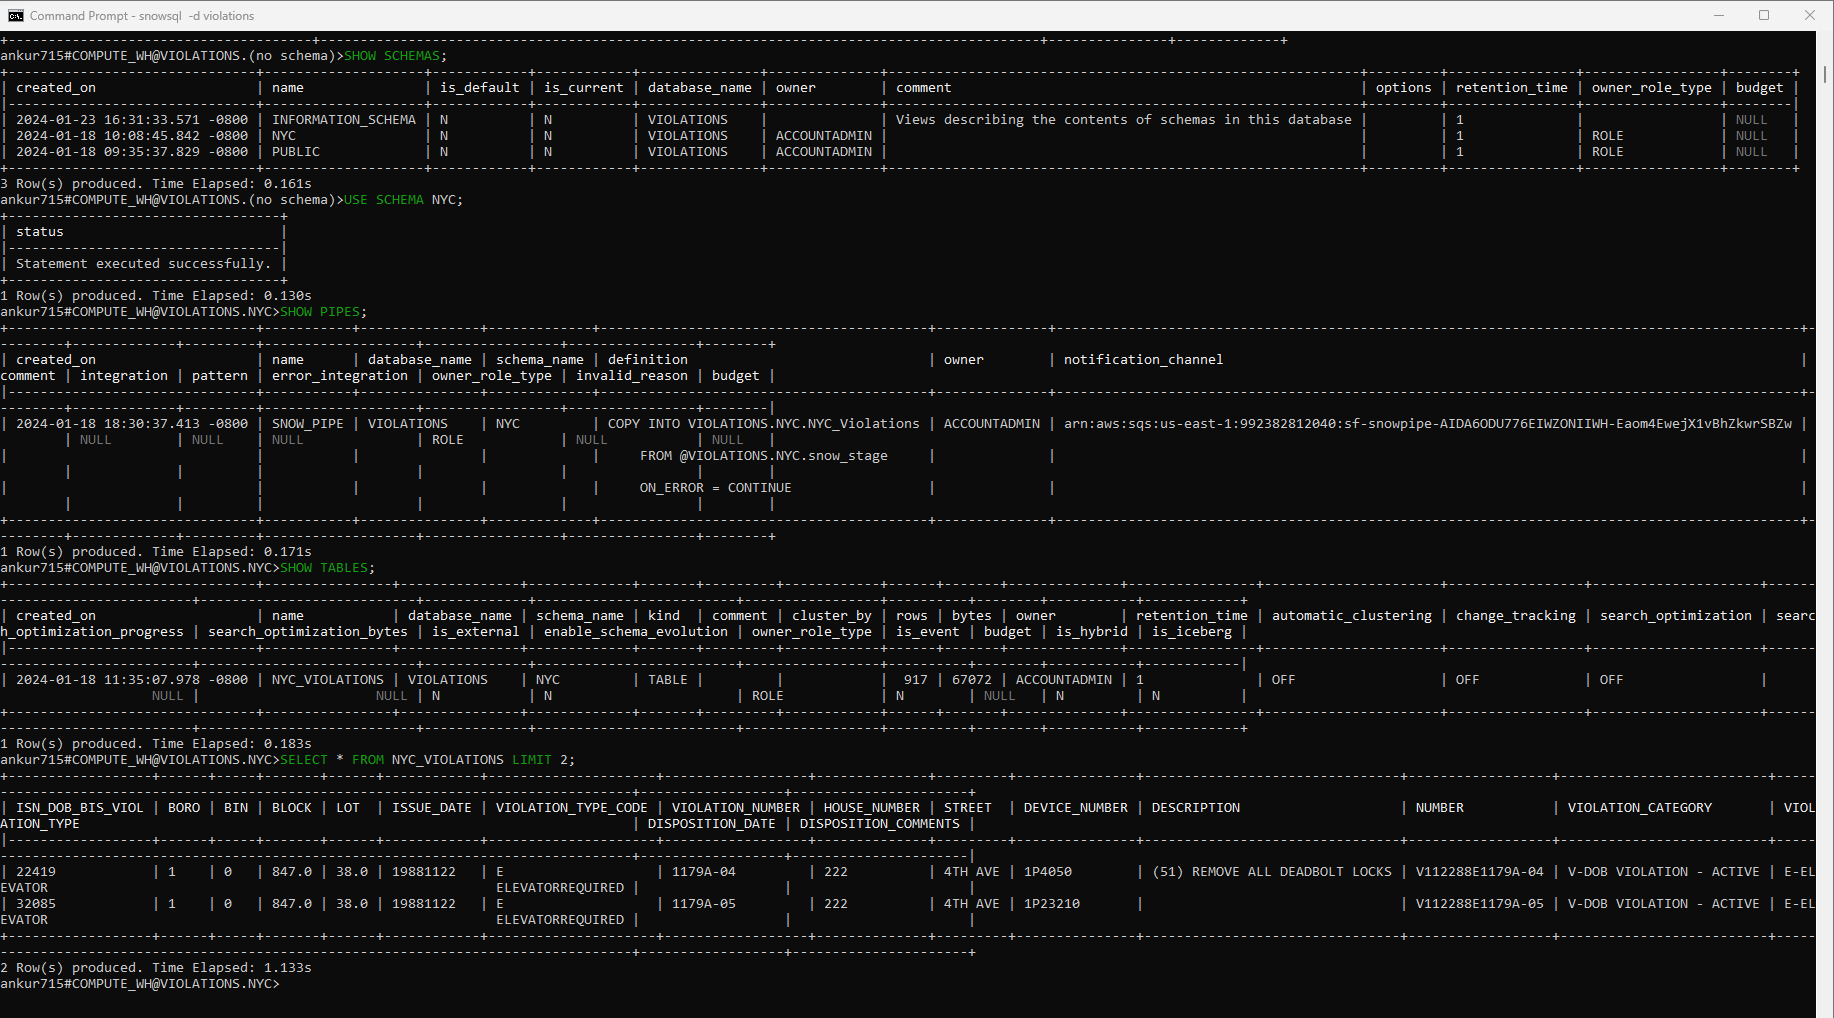 Command Prompt - snowsql  -d violations
ankur715#COMPUTE_WH@VIOLATIONS.(no schema)>SHOW SCHEMAS;
| created_on | name | is_default | is_current | database_name | owner | comment | options | retention_time | owner_role_type | budget |
| 2024-01-23 16:31:33.571 -0800 | INFORMATION_SCHEMA | N | N | VIOLATIONS | | Views describing the contents of schemas in this database | | 1 | | NULL |
| 2024-01-18 10:08:45.842 -0800 | NYC | N | N | VIOLATIONS | ACCOUNTADMIN | | | 1 | ROLE | NULL |
| 2024-01-18 09:35:37.829 -0800 | PUBLIC | N | N | VIOLATIONS | ACCOUNTADMIN | | | 1 | ROLE | NULL |
3 Row(s) produced. Time Elapsed: 0.161s
ankur715#COMPUTE_WH@VIOLATIONS.(no schema)>USE SCHEMA NYC;
| status |
| Statement executed successfully. |
1 Row(s) produced. Time Elapsed: 0.130s
ankur715#COMPUTE_WH@VIOLATIONS.NYC>SHOW PIPES;
| created_on | name | database_name | schema_name | definition | owner | notification_channel |
comment | integration | pattern | error_integration | owner_role_type | invalid_reason | budget |
| 2024-01-18 18:30:37.413 -0800 | SNOW_PIPE | VIOLATIONS | NYC | COPY INTO VIOLATIONS.NYC.NYC_Violations | ACCOUNTADMIN | arn:aws:sqs:us-east-1:992382812040:sf-snowpipe-AIDA6ODU776EIWZONIIWH-Eaom4EwejX1vBhZkwrSBZw |
| NULL | NULL | NULL | ROLE | NULL | NULL |
| | | | | FROM @VIOLATIONS.NYC.snow_stage | | |
| | | | | | |
| | | | | ON_ERROR = CONTINUE | | |
| | | | | | |
1 Row(s) produced. Time Elapsed: 0.171s
ankur715#COMPUTE_WH@VIOLATIONS.NYC>SHOW TABLES;
| created_on | name | database_name | schema_name | kind | comment | cluster_by | rows | bytes | owner | retention_time | automatic_clustering | change_tracking | search_optimization | searc
h_optimization_progress | search_optimization_bytes | is_external | enable_schema_evolution | owner_role_type | is_event | budget | is_hybrid | is_iceberg |
| 2024-01-18 11:35:07.978 -0800 | NYC_VIOLATIONS | VIOLATIONS | NYC | TABLE | | | 917 | 67072 | ACCOUNTADMIN | 1 | OFF | OFF | OFF |
NULL | NULL | N | N | ROLE | N | NULL | N | N |
1 Row(s) produced. Time Elapsed: 0.183s
ankur715#COMPUTE_WH@VIOLATIONS.NYC>SELECT * FROM NYC_VIOLATIONS LIMIT 2;
| ISN_DOB_BIS_VIOL | BORO | BIN | BLOCK | LOT | ISSUE_DATE | VIOLATION_TYPE_CODE | VIOLATION_NUMBER | HOUSE_NUMBER | STREET | DEVICE_NUMBER | DESCRIPTION | NUMBER | VIOLATION_CATEGORY | VIOL
ATION_TYPE | DISPOSITION_DATE | DISPOSITION_COMMENTS |
| 22419 | 1 | 0 | 847.0 | 38.0 | 19881122 | E | 1179A-04 | 222 | 4TH AVE | 1P4050 | (51) REMOVE ALL DEADBOLT LOCKS | V112288E1179A-04 | V-DOB VIOLATION - ACTIVE | E-EL
EVATOR ELEVATORREQUIRED | | |
| 32085 | 1 | 0 | 847.0 | 38.0 | 19881122 | E | 1179A-05 | 222 | 4TH AVE | 1P23210 | | V112288E1179A-05 | V-DOB VIOLATION - ACTIVE | E-EL
EVATOR ELEVATORREQUIRED | | |
2 Row(s) produced. Time Elapsed: 1.133s
ankur715#COMPUTE_WH@VIOLATIONS.NYC>